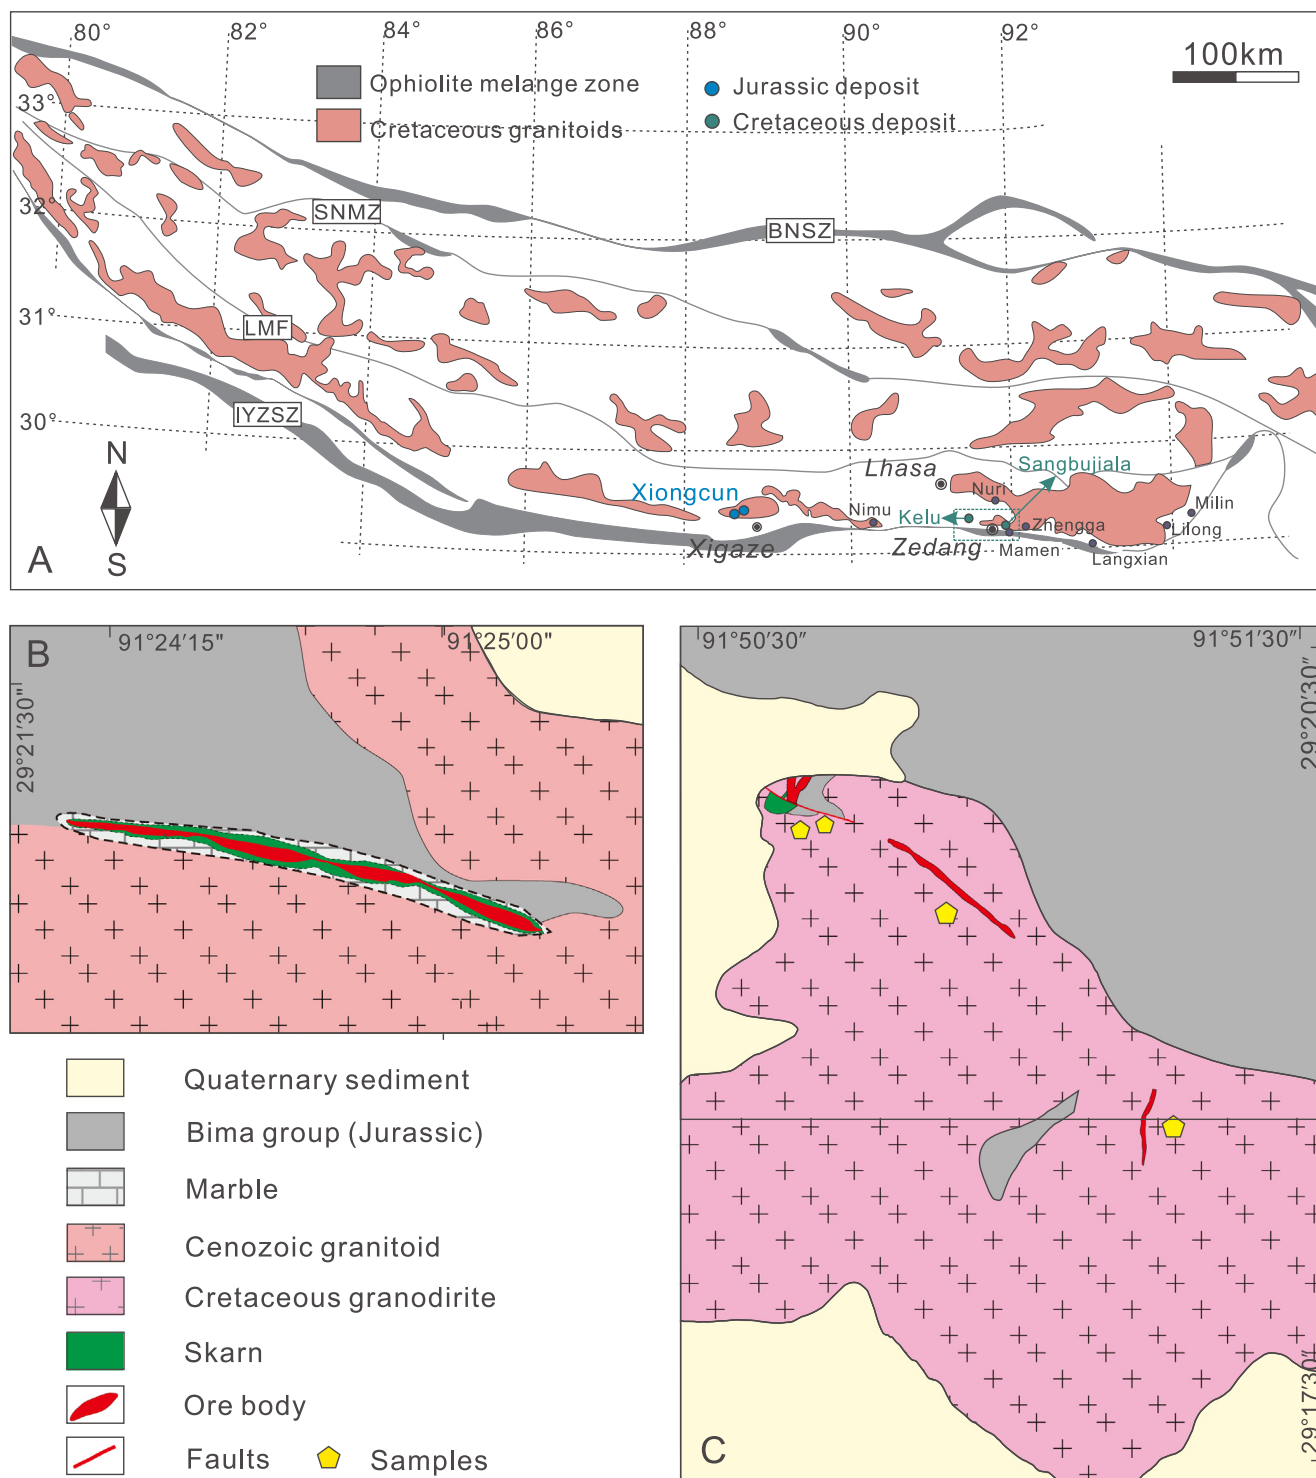 80° 82° 84° 86° 88° 90° 92°
100km
Ophiolite melange zone
Jurassic deposit
Cretaceous granitoids
Cretaceous deposit
33°
32°
31°
30°
SNMZ
BNSZ
LMF
IYZSZ
N
S
A
Xiongcun
Xigaze
Nimu
Lhasa
Nuri
Sangbujiala
Kelu
Zedang
Mamen
Zhengga
Langxian
Milin
Lilong
B
91°24′15″
91°25′00″
29°21′30″
91°50′30″
91°51′30″
29°20′30″
29°17′30″
C
Quaternary sediment
Bima group (Jurassic)
Marble
Cenozoic granitoid
Cretaceous granodirite
Skarn
Ore body
Faults
Samples